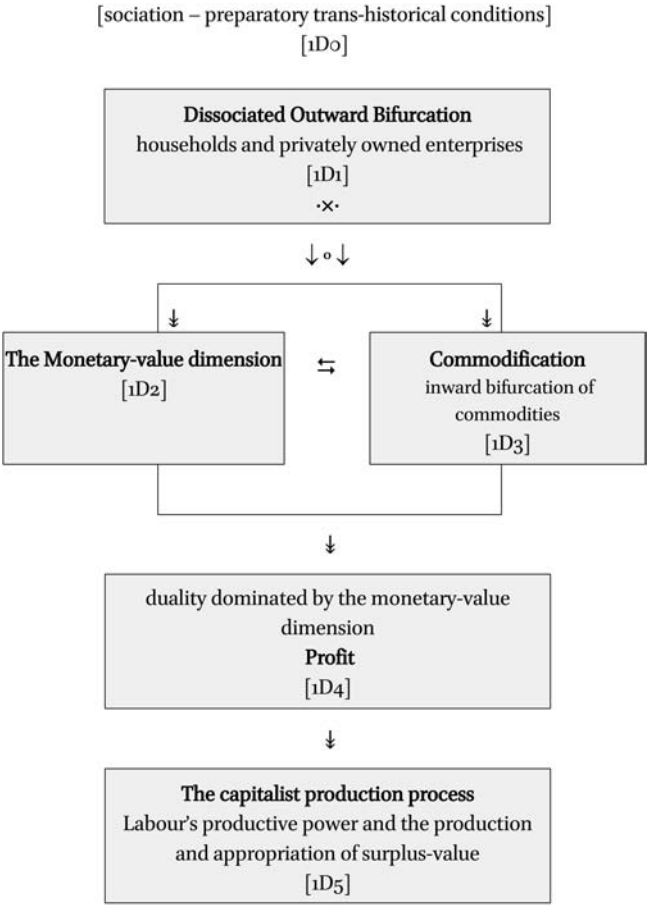 [sociation – preparatory trans-historical conditions]
[1D0]
Dissociated Outward Bifurcation
households and privately owned enterprises
[1D1]
·×·
↓ o ↓
↡ ↡
The Monetary-value dimension
[1D2]
⇆
Commodification
inward bifurcation of
commodities
[1D3]
↡
duality dominated by the monetary-value
dimension
Profit
[1D4]
↡
The capitalist production process
Labour's productive power and the production
and appropriation of surplus-value
[1D5]